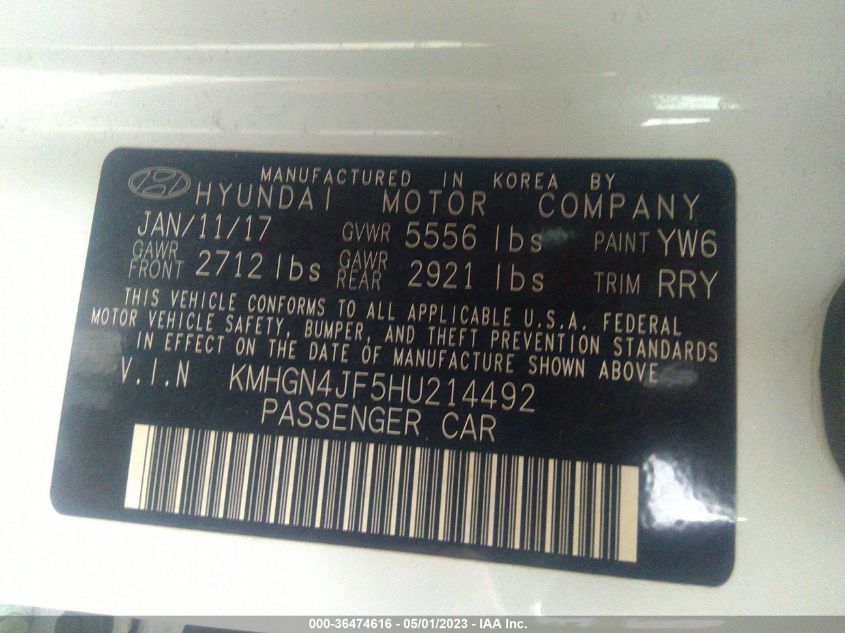 MANUFACTURED IN KOREA BY
HYUNDAI MOTOR COMPANY
JAN/11/17 GVWR 5556 lbs PAINT YW6
GAWR FRONT 2712 lbs GAWR REAR 2921 lbs TRIM RRY
THIS VEHICLE CONFORMS TO ALL APPLICABLE U.S.A. FEDERAL
MOTOR VEHICLE SAFETY, BUMPER, AND THEFT PREVENTION STANDARDS
IN EFFECT ON THE DATE OF MANUFACTURE SHOWN ABOVE
V.I.N KMHGN4JF5HU214492
PASSENGER CAR
000-36474616 - 05/01/2023 - IAA Inc.